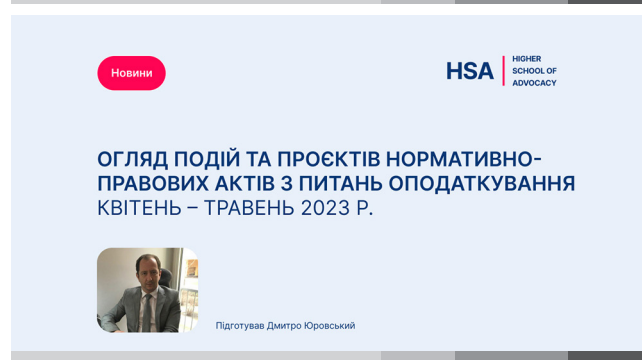 Новини
HSA
HIGHER
SCHOOL OF
ADVOCACY
ОГЛЯД ПОДІЙ ТА ПРОЄКТІВ НОРМАТИВНО-
ПРАВОВИХ АКТІВ З ПИТАНЬ ОПОДАТКУВАННЯ
КВІТЕНЬ – ТРАВЕНЬ 2023 Р.
Підготував Дмитро Юровський